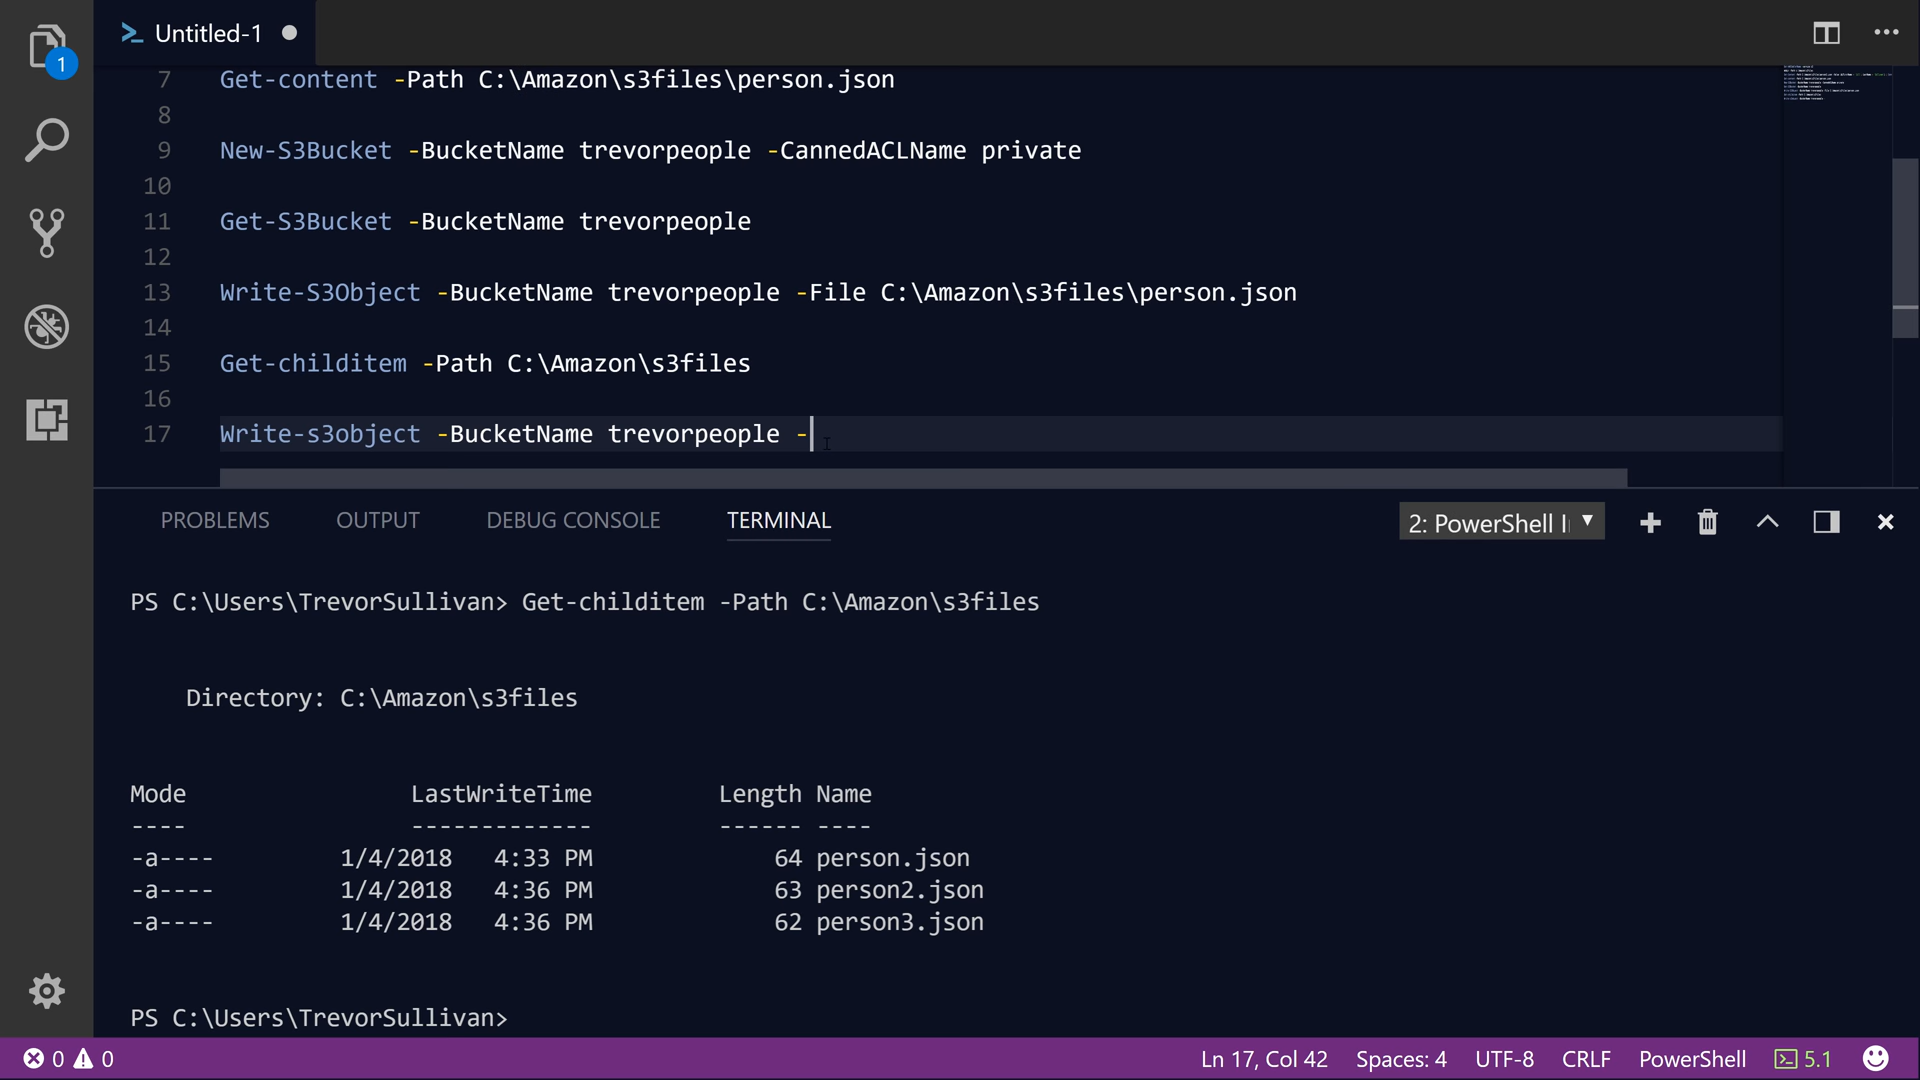 1
Untitled-1
7 Get-content -Path C:\Amazon\s3files\person.json
8
9 New-S3Bucket -BucketName trevorpeople -CannedACLName private
10
11 Get-S3Bucket -BucketName trevorpeople
12
13 Write-S3Object -BucketName trevorpeople -File C:\Amazon\s3files\person.json
14
15 Get-childitem -Path C:\Amazon\s3files
16
17 Write-s3object -BucketName trevorpeople -
PROBLEMS OUTPUT DEBUG CONSOLE TERMINAL 2: PowerShell I
PS C:\Users\TrevorSullivan> Get-childitem -Path C:\Amazon\s3files
Directory: C:\Amazon\s3files
Mode LastWriteTime Length Name
---- ------------- ------ ----
-a---- 1/4/2018 4:33 PM 64 person.json
-a---- 1/4/2018 4:36 PM 63 person2.json
-a---- 1/4/2018 4:36 PM 62 person3.json
PS C:\Users\TrevorSullivan>
0 0 Ln 17, Col 42 Spaces: 4 UTF-8 CRLF PowerShell 5.1